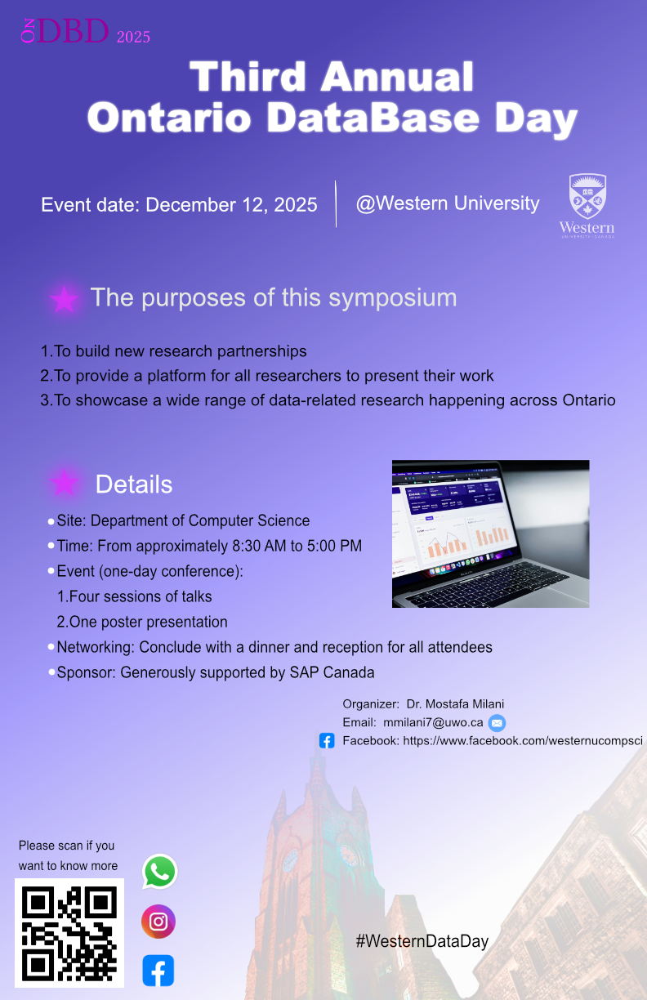 ON DBD 2025
Third Annual
Ontario DataBase Day
Event date: December 12, 2025
@Western University
Western
UNIVERSITY · CANADA
The purposes of this symposium
1.To build new research partnerships
2.To provide a platform for all researchers to present their work
3.To showcase a wide range of data-related research happening across Ontario
Details
Site: Department of Computer Science
Time: From approximately 8:30 AM to 5:00 PM
Event (one-day conference):
1.Four sessions of talks
2.One poster presentation
Networking: Conclude with a dinner and reception for all attendees
Sponsor: Generously supported by SAP Canada
Organizer: Dr. Mostafa Milani
Email: mmilani7@uwo.ca
Facebook: https://www.facebook.com/westernucompsci
Please scan if you
want to know more
#WesternDataDay